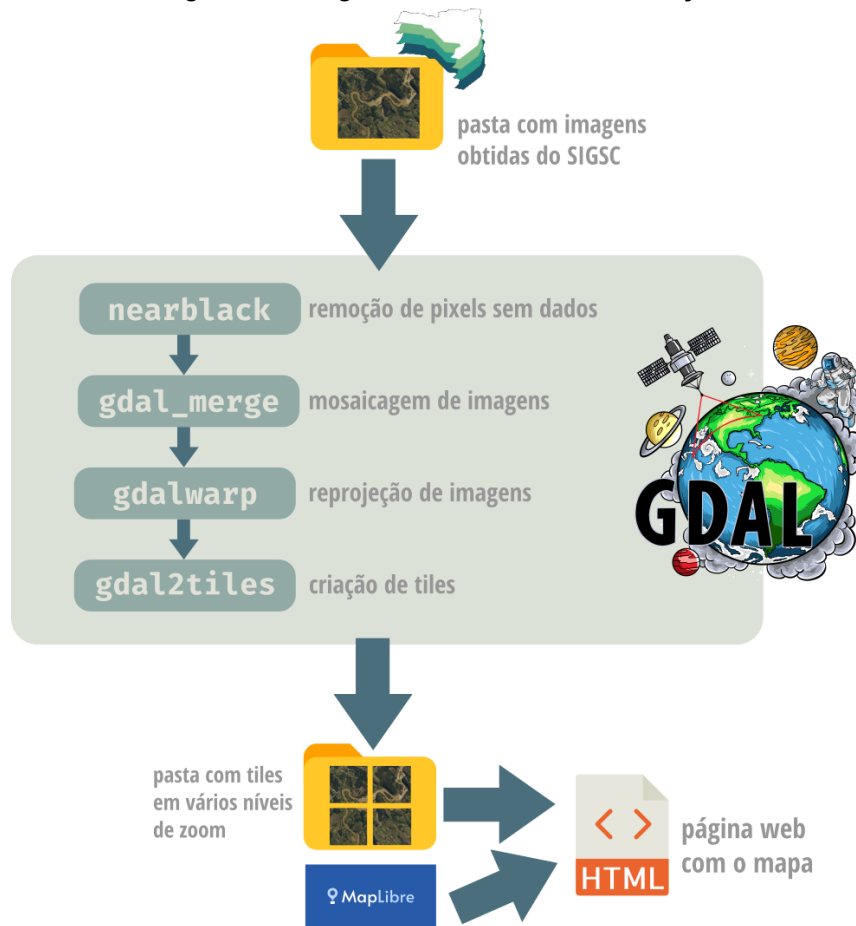 pasta com imagens
obtidas do SIGSC
nearblack
remoção de pixels sem dados
gdal_merge
mosaicagem de imagens
gdalwarp
reprojeção de imagens
gdal2tiles
criação de tiles
GDAL
pasta com tiles
em vários níveis
de zoom
MapLibre
HTML
página web
com o mapa